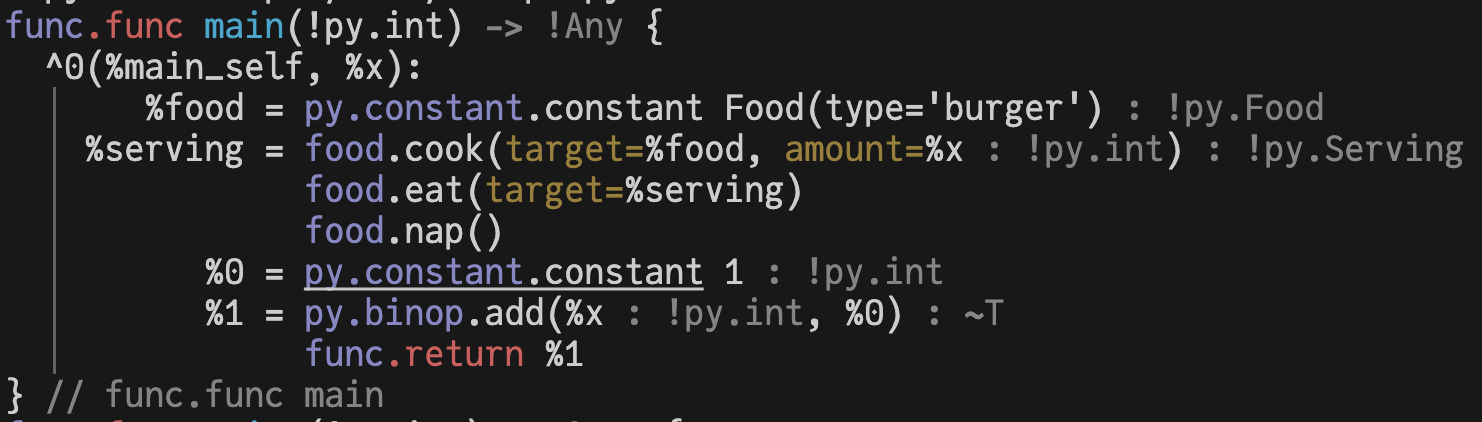 func.func main(!py.int) -> !Any {
^0(%main_self, %x):
%food = py.constant.constant Food(type='burger') : !py.Food
%serving = food.cook(target=%food, amount=%x : !py.int) : !py.Serving
food.eat(target=%serving)
food.nap()
%0 = py.constant.constant 1 : !py.int
%1 = py.binop.add(%x : !py.int, %0) : ~T
func.return %1
} // func.func main